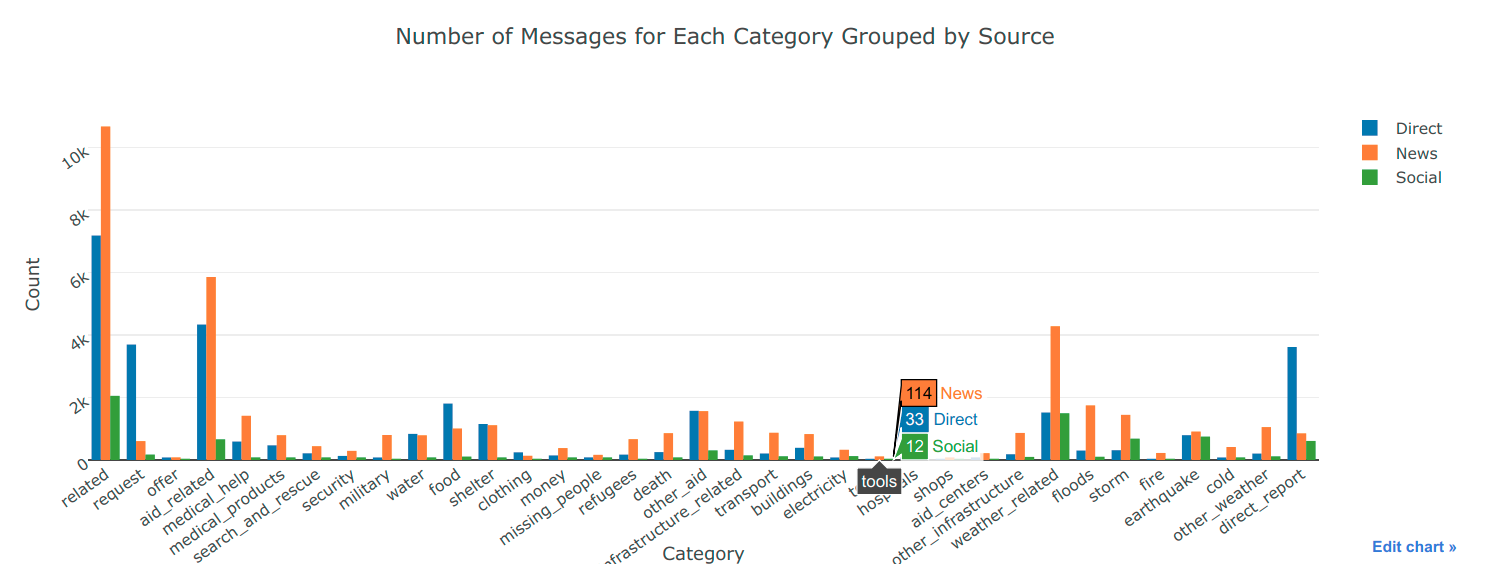 Number of Messages for Each Category Grouped by Source
Direct
News
Social
Count
10k
8k
6k
4k
2k
0
114 News
33 Direct
12 Social
tools
related
request
offer
aid_related
medical_help
medical_products
search_and_rescue
security
military
water
food
shelter
clothing
money
missing_people
refugees
death
other_aid
nfrastructure_related
transport
buildings
electricity
shops
aid_centers
other_infrastructure
weather_related
floods
storm
fire
earthquake
cold
other_weather
direct_report
Category
Edit chart »